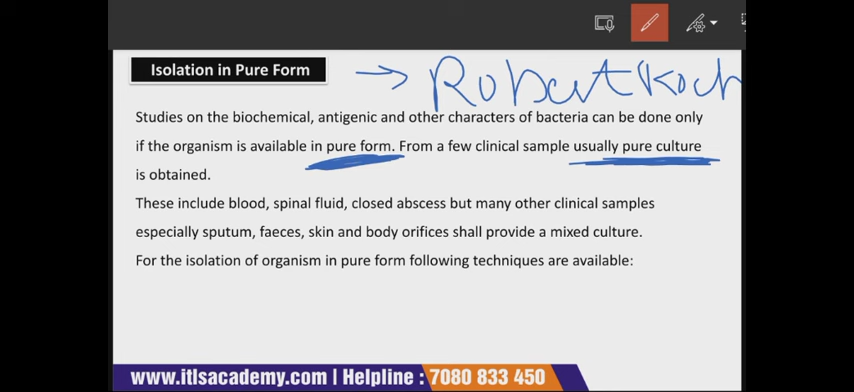 Isolation in Pure Form → Robert Koch
Studies on the biochemical, antigenic and other characters of bacteria can be done only
if the organism is available in pure form. From a few clinical sample usually pure culture
is obtained.
These include blood, spinal fluid, closed abscess but many other clinical samples
especially sputum, faeces, skin and body orifices shall provide a mixed culture.
For the isolation of organism in pure form following techniques are available:
www.itlsacademy.com | Helpline : 7080 833 450